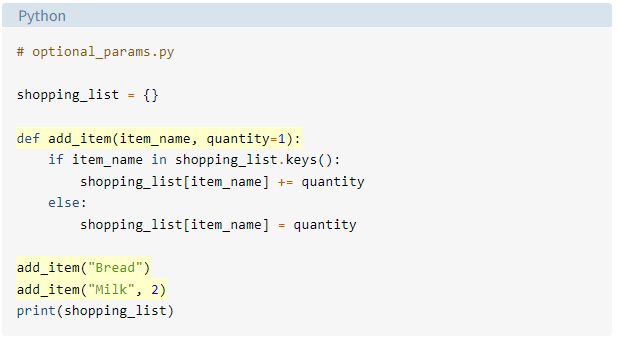 Python
# optional_params.py
shopping_list = {}
def add_item(item_name, quantity=1):
    if item_name in shopping_list.keys():
        shopping_list[item_name] += quantity
    else:
        shopping_list[item_name] = quantity
add_item("Bread")
add_item("Milk", 2)
print(shopping_list)